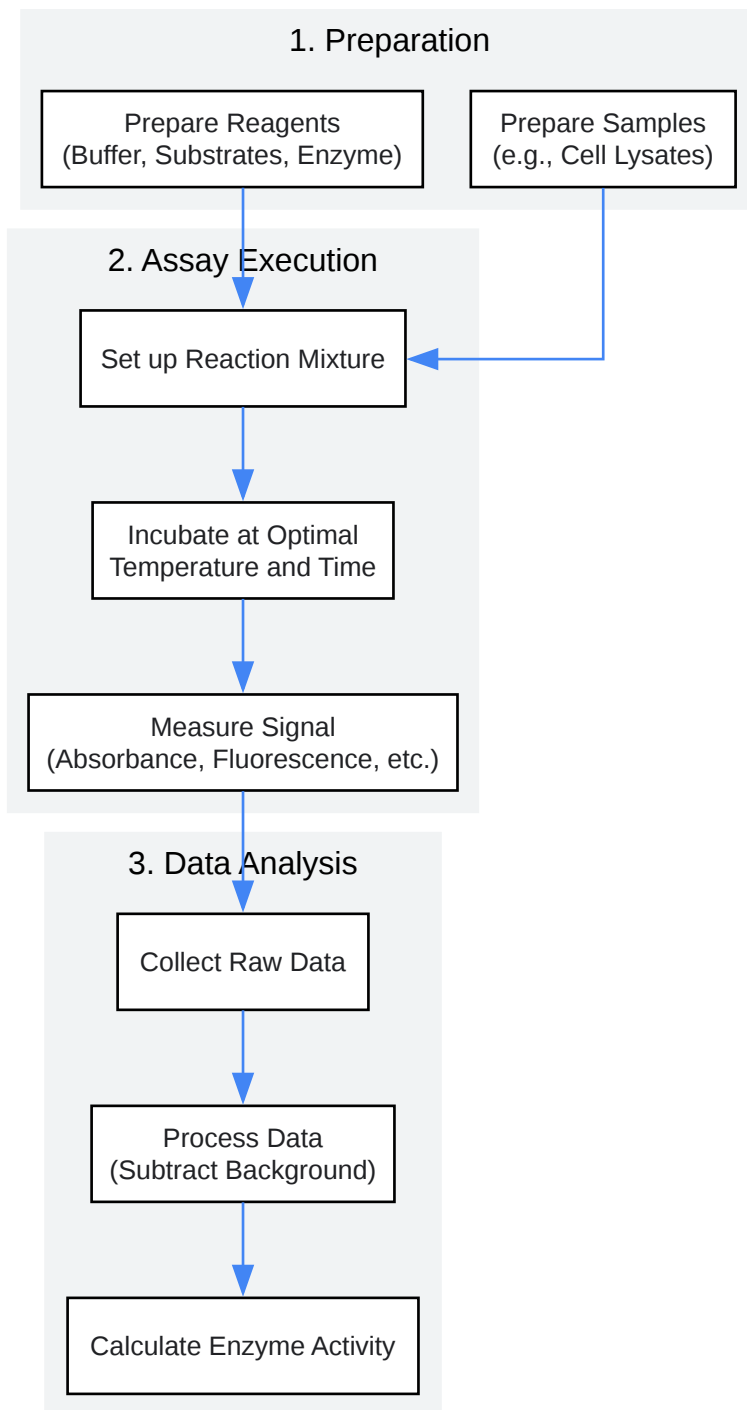 1. Preparation
Prepare Reagents
(Buffer, Substrates, Enzyme)
Prepare Samples
(e.g., Cell Lysates)
2. Assay Execution
Set up Reaction Mixture
Incubate at Optimal
Temperature and Time
Measure Signal
(Absorbance, Fluorescence, etc.)
3. Data Analysis
Collect Raw Data
Process Data
(Subtract Background)
Calculate Enzyme Activity